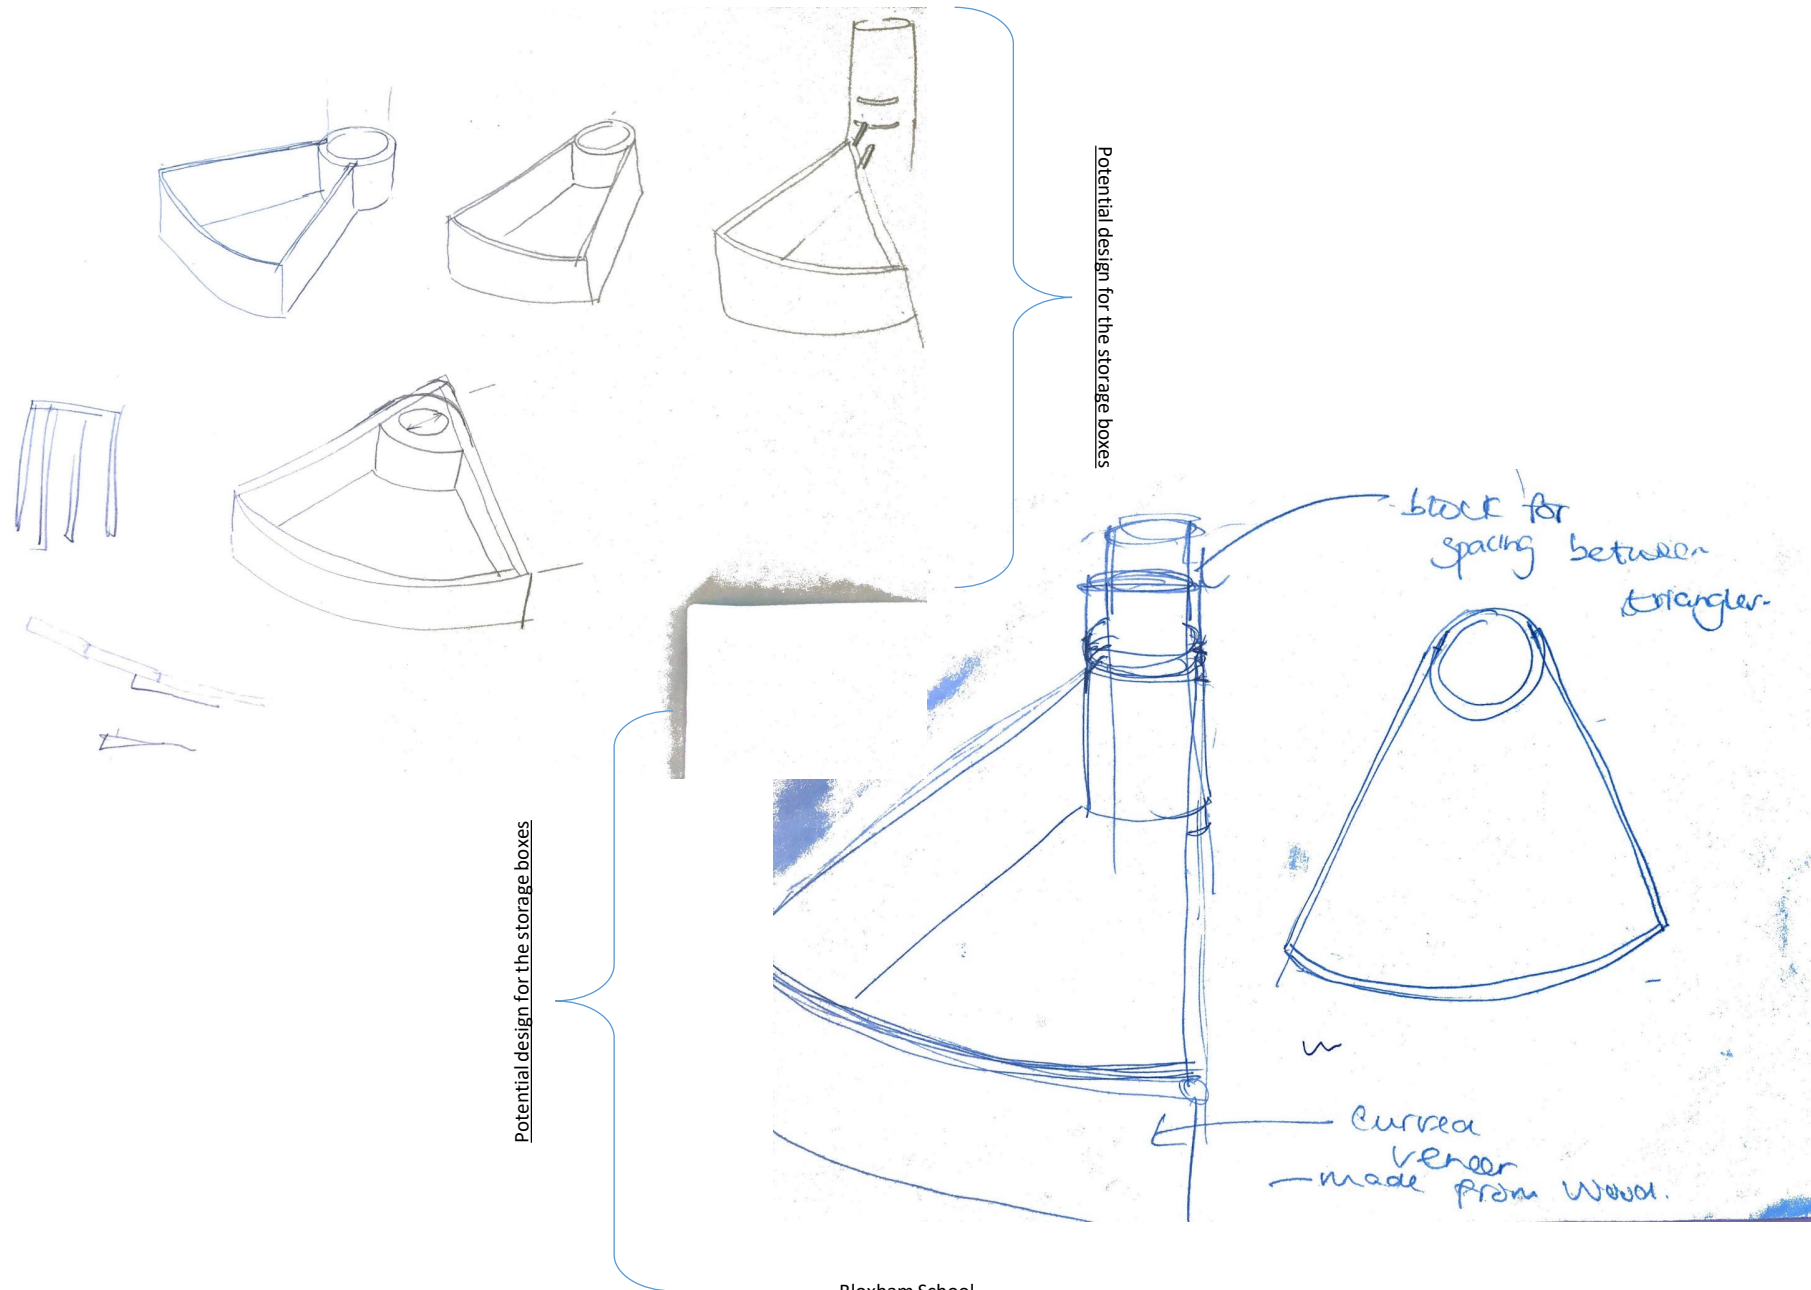 Potential design for the storage boxes
block for
spacing between
triangles.
Potential design for the storage boxes
curved
veneer
- made from wood.
Bloxham School